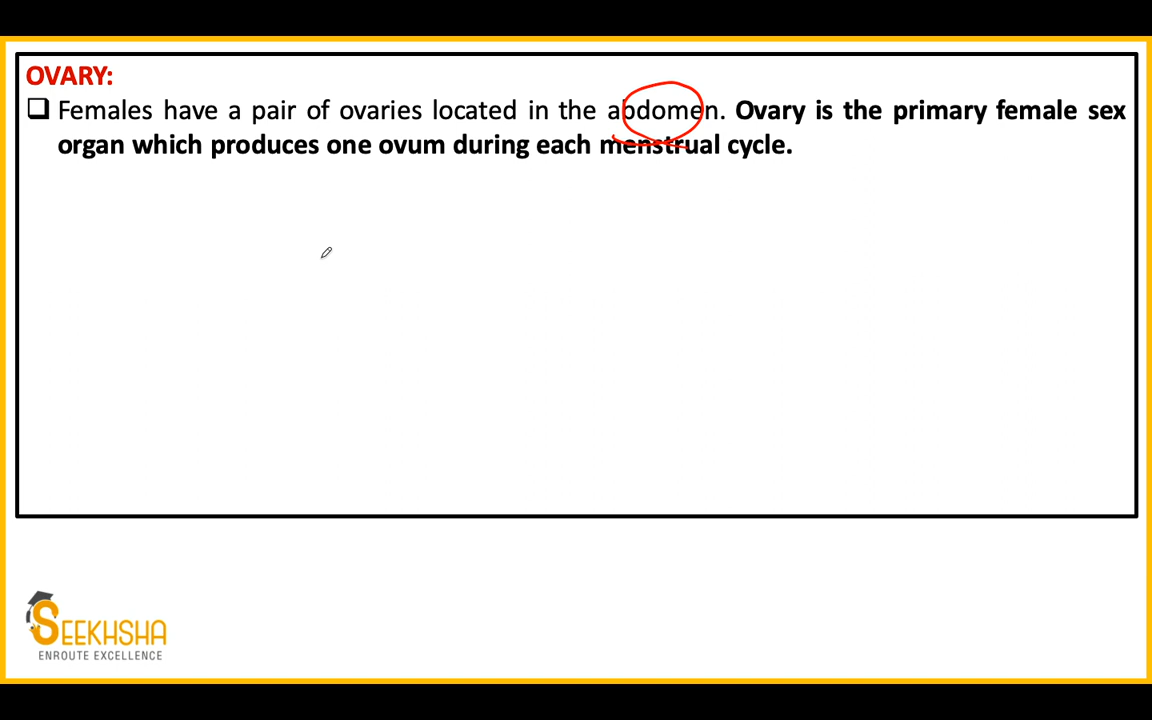 OVARY:
❑ Females have a pair of ovaries located in the abdomen. Ovary is the primary female sex
organ which produces one ovum during each menstrual cycle.
SEEKHSHA
ENROUTE EXCELLENCE